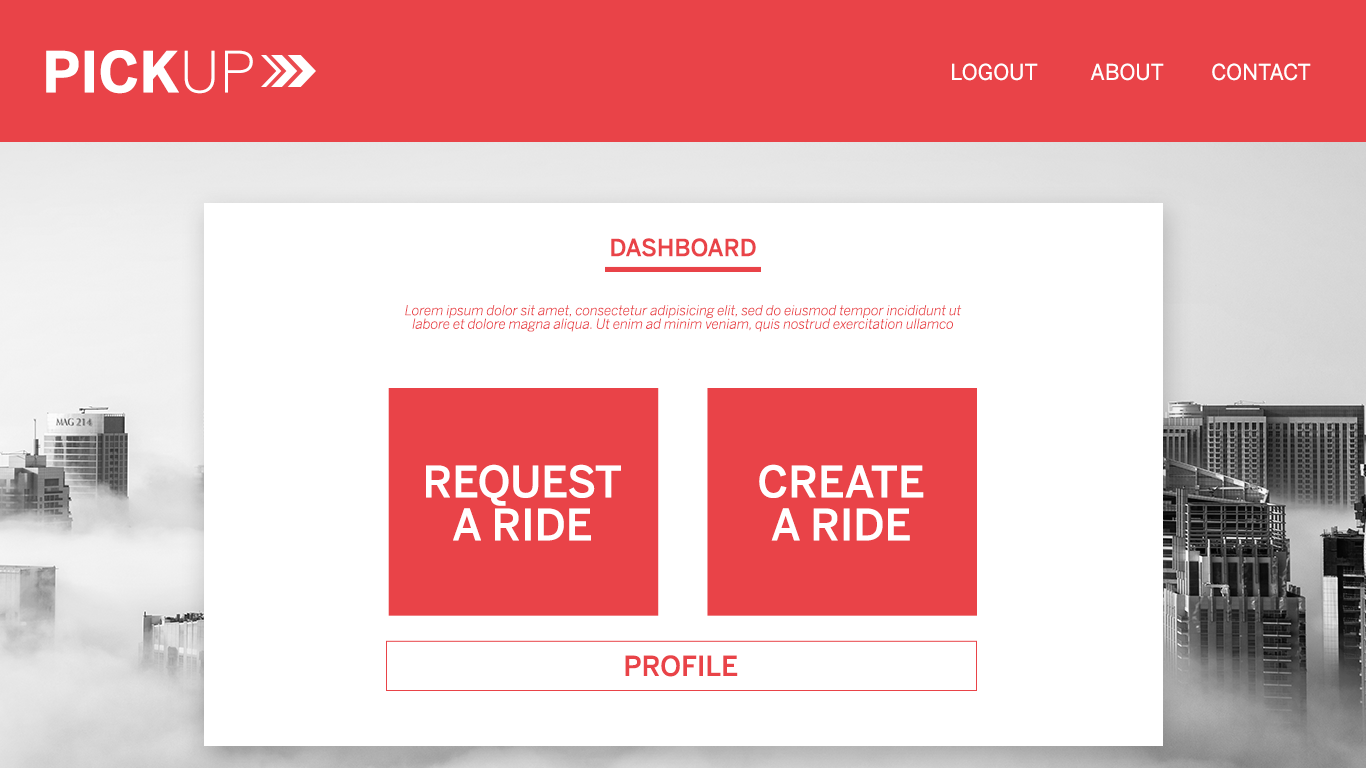 PICKUP
LOGOUT ABOUT CONTACT
DASHBOARD
Lorem ipsum dolor sit amet, consectetur adipisicing elit, sed do eiusmod tempor incididunt ut
labore et dolore magna aliqua. Ut enim ad minim veniam, quis nostrud exercitation ullamco
MAG 214
REQUEST
A RIDE
CREATE
A RIDE
PROFILE